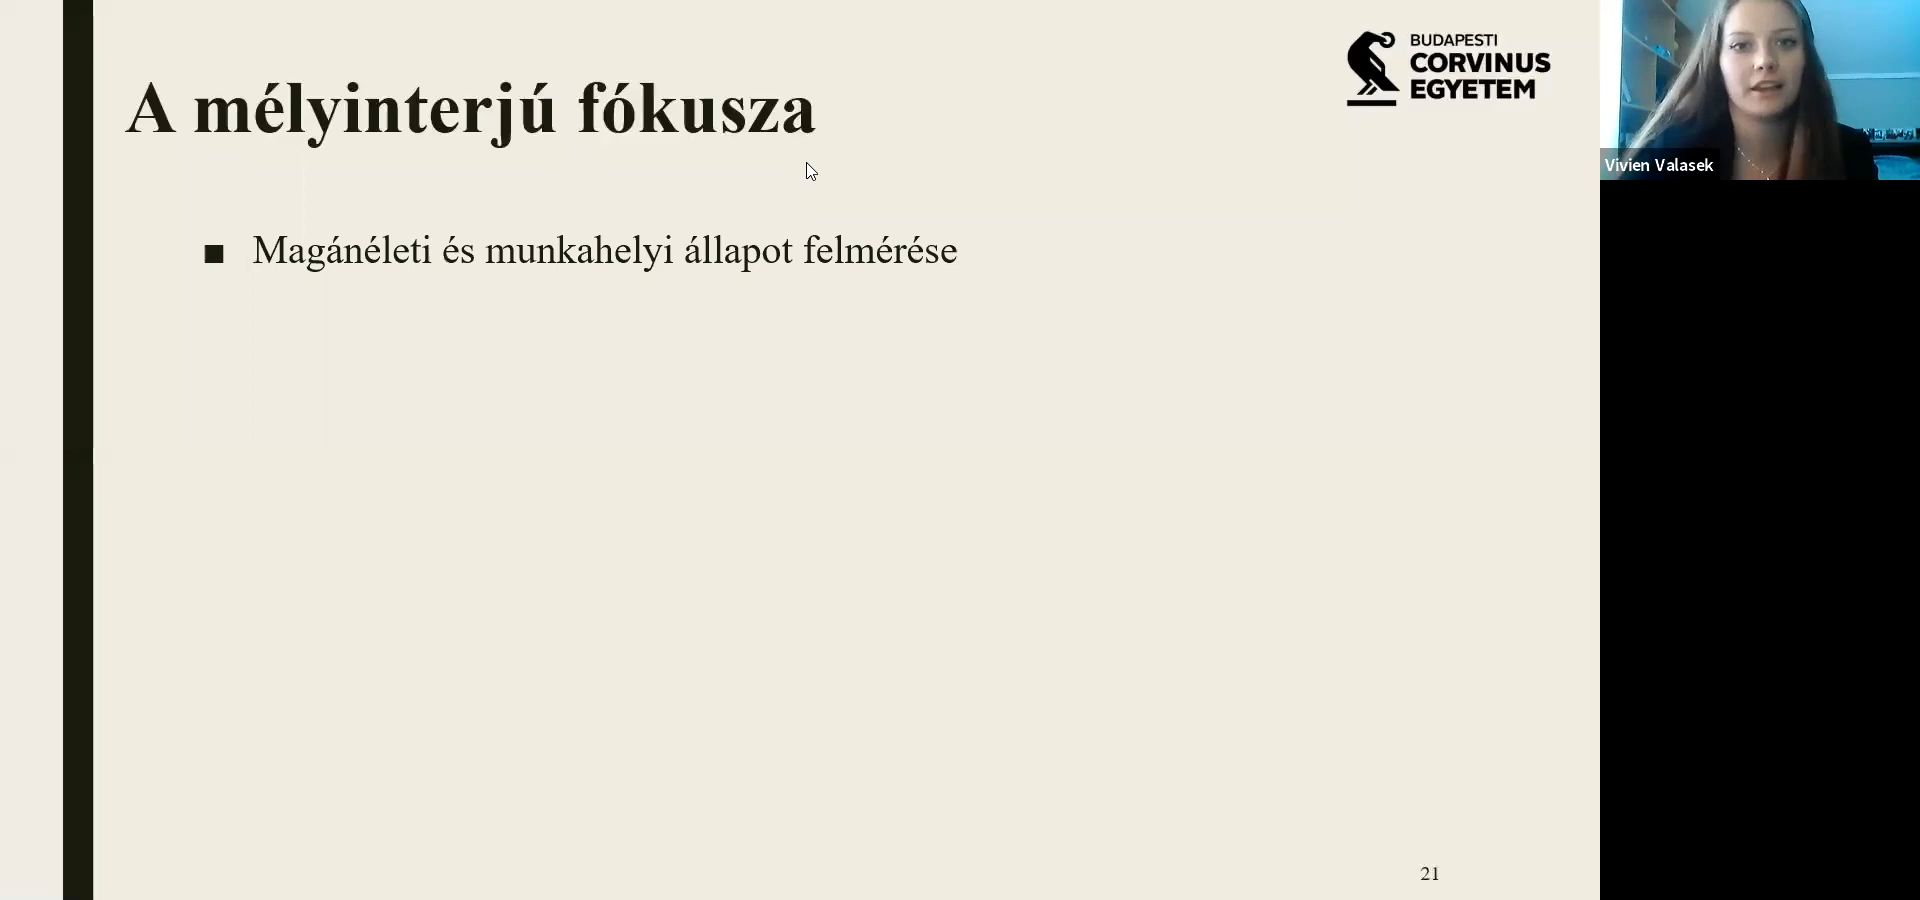 A mélyinterjú fókusza
BUDAPESTI
CORVINUS
EGYETEM
Vivien Valasek
■ Magánéleti és munkahelyi állapot felmérése
21